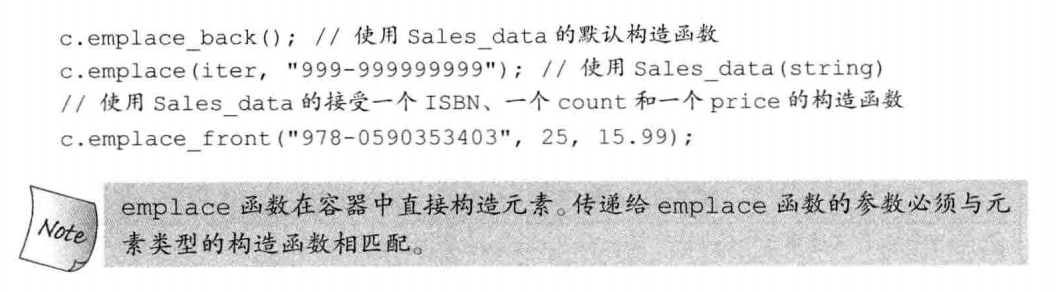 c.emplace_back(); // 使用 Sales_data 的默认构造函数
c.emplace(iter, "999-999999999"); // 使用 Sales_data(string)
// 使用 Sales_data 的接受一个 ISBN、一个 count 和一个 price 的构造函数
c.emplace_front("978-0590353403", 25, 15.99);
emplace 函数在容器中直接构造元素。传递给 emplace 函数的参数必须与元
Note
素类型的构造函数相匹配。